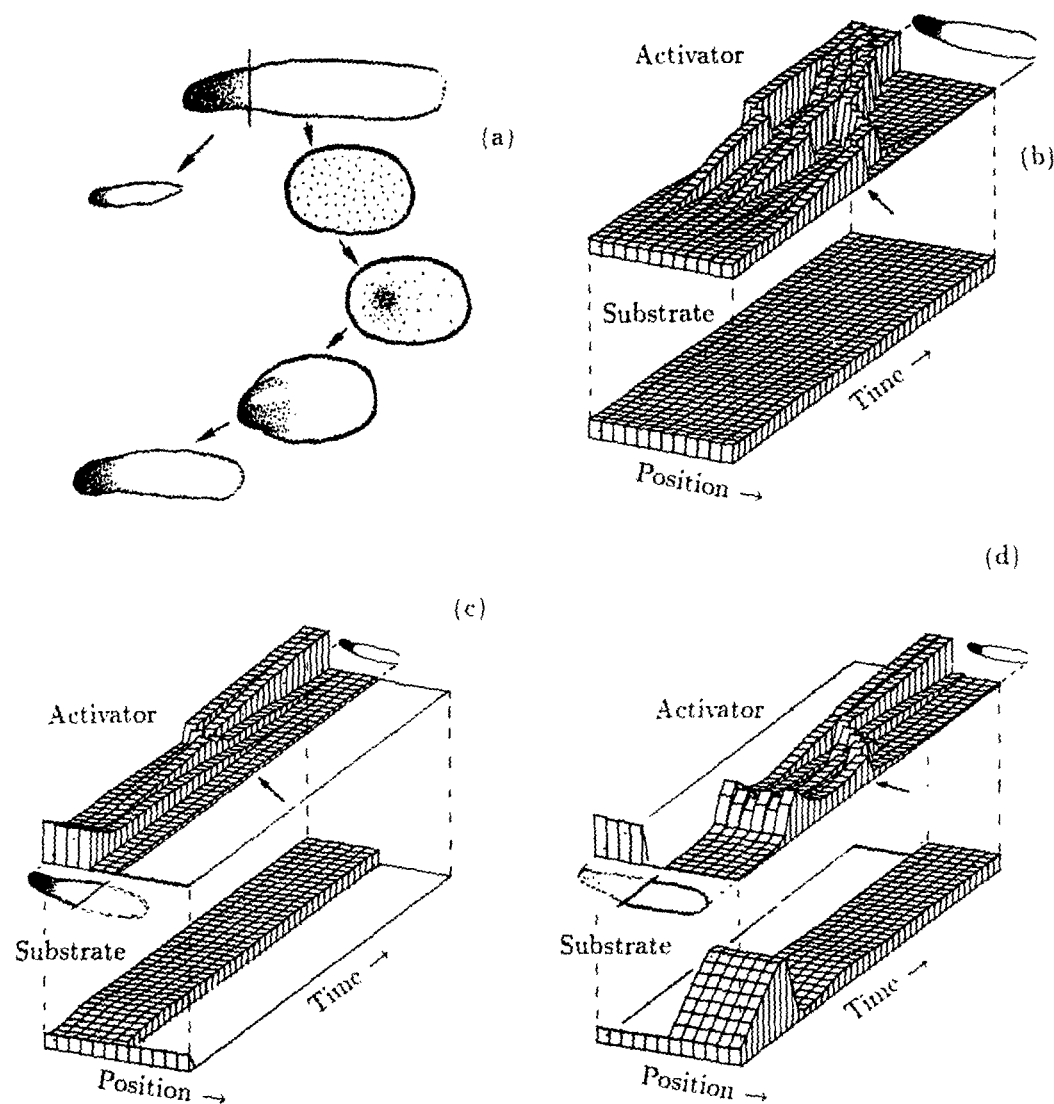 (a)
Activator
(b)
Substrate
Time →
Position →
(c)
Activator
Substrate
Time →
Position →
(d)
Activator
Substrate
Time →
Position →